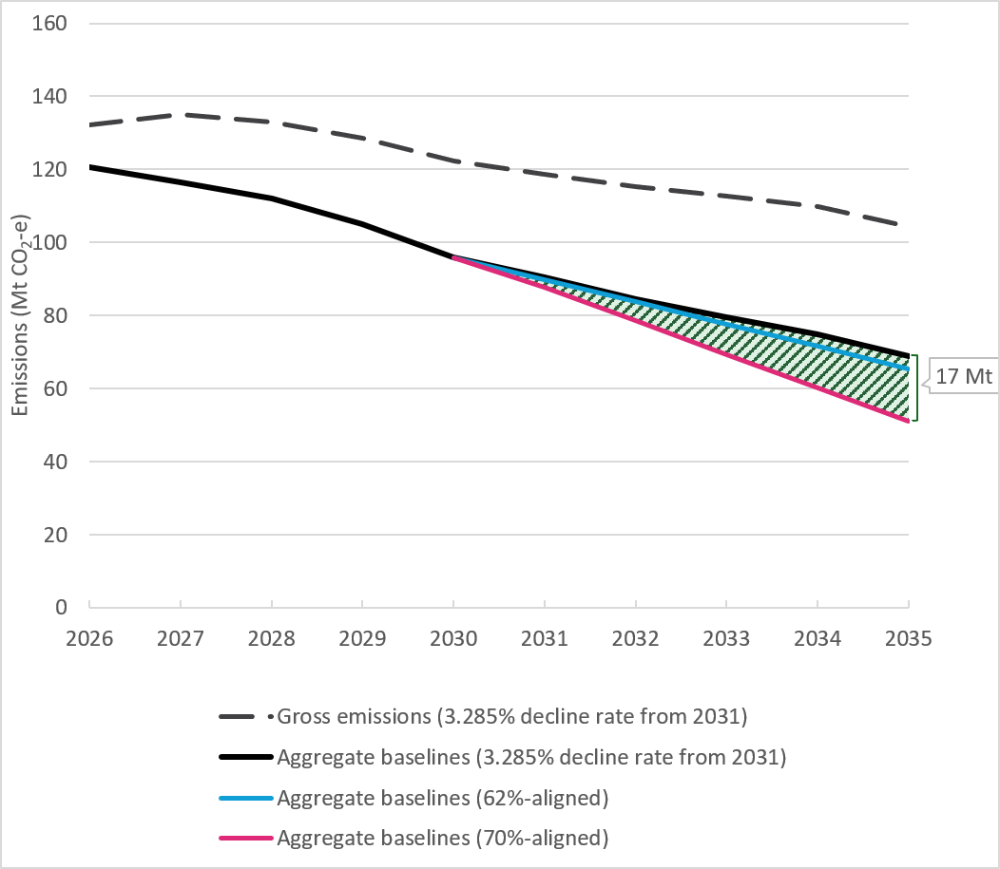 160
140
120
100
80
60
40
20
0
Emissions (Mt CO₂-e)
17 Mt
2026 2027 2028 2029 2030 2031 2032 2033 2034 2035
Gross emissions (3.285% decline rate from 2031)
Aggregate baselines (3.285% decline rate from 2031)
Aggregate baselines (62%-aligned)
Aggregate baselines (70%-aligned)